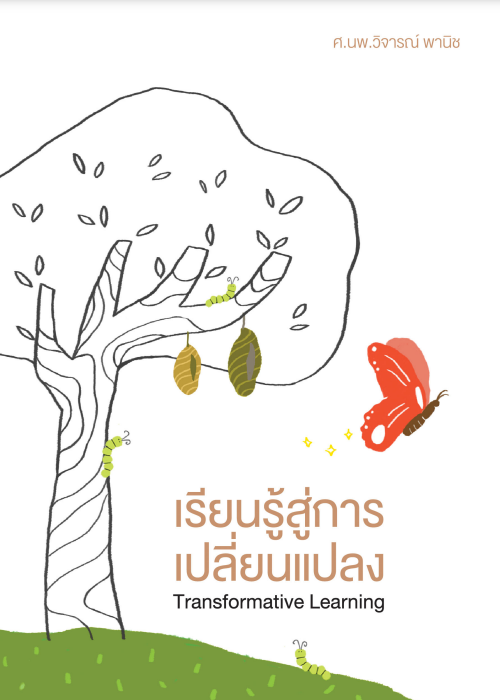 ศ.นพ.วิจารณ์ พานิช
เรียนรู้สู่การ
เปลี่ยนแปลง
Transformative Learning